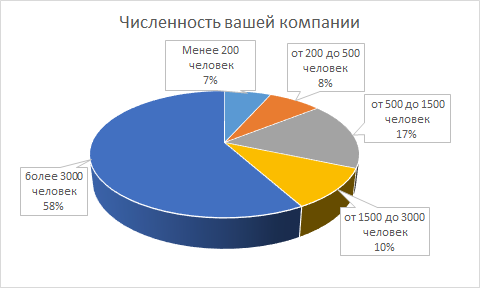 Численность вашей компании
Менее 200
человек
7%
от 200 до 500
человек
8%
от 500 до 1500
человек
17%
от 1500 до 3000
человек
10%
более 3000
человек
58%